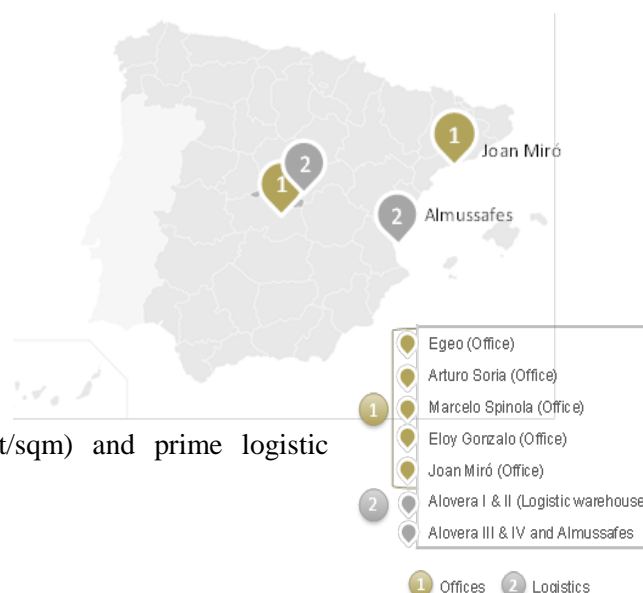 2
1
1
Joan Miró
2
Almussafes
t/sqm) and prime logistic
1
Egeo (Office)
Arturo Soria (Office)
Marcelo Spinola (Office)
Eloy Gonzalo (Office)
Joan Miró (Office)
2
Alovera I & II (Logistic warehouse
Alovera III & IV and Almussafes
1 Offices 2 Logistics